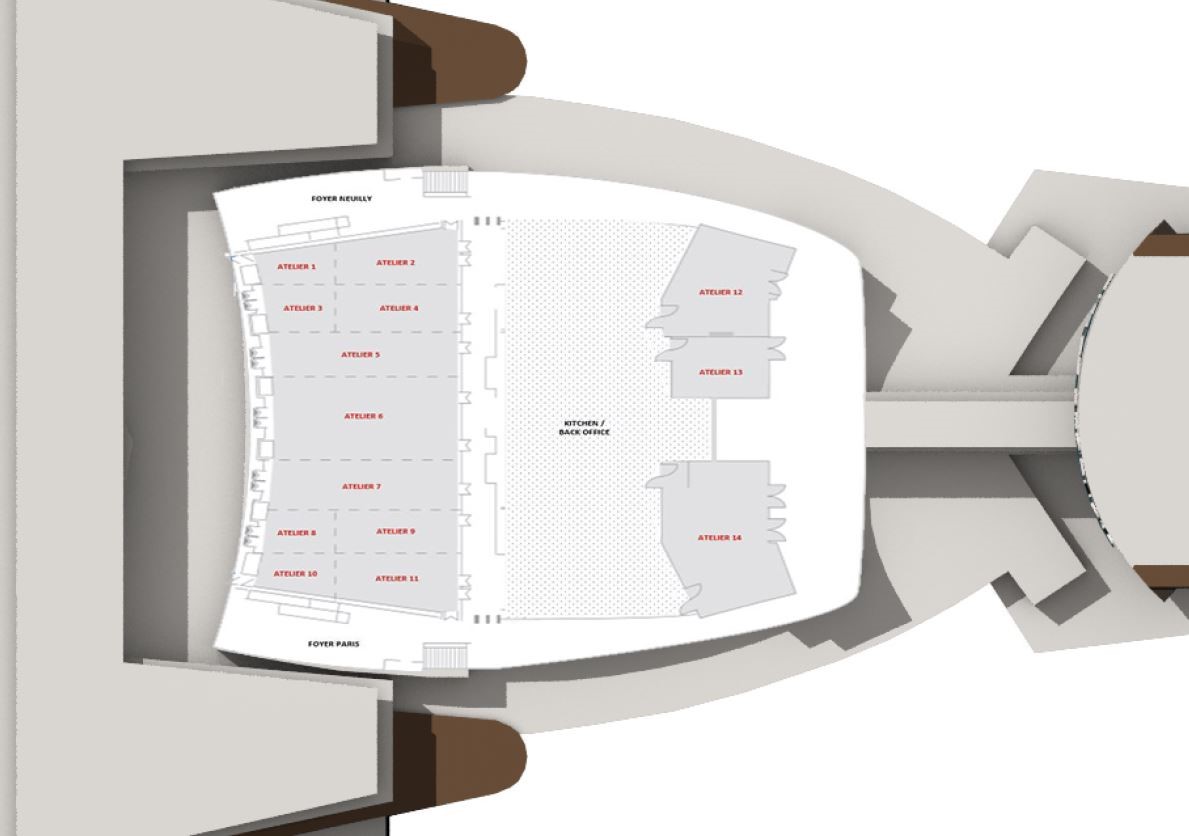 FOYER NEUILLY
ATELIER 1
ATELIER 2
ATELIER 3
ATELIER 4
ATELIER 5
ATELIER 6
ATELIER 7
ATELIER 8
ATELIER 9
ATELIER 10
ATELIER 11
KITCHEN /
BACK OFFICE
ATELIER 12
ATELIER 13
ATELIER 14
FOYER PARIS